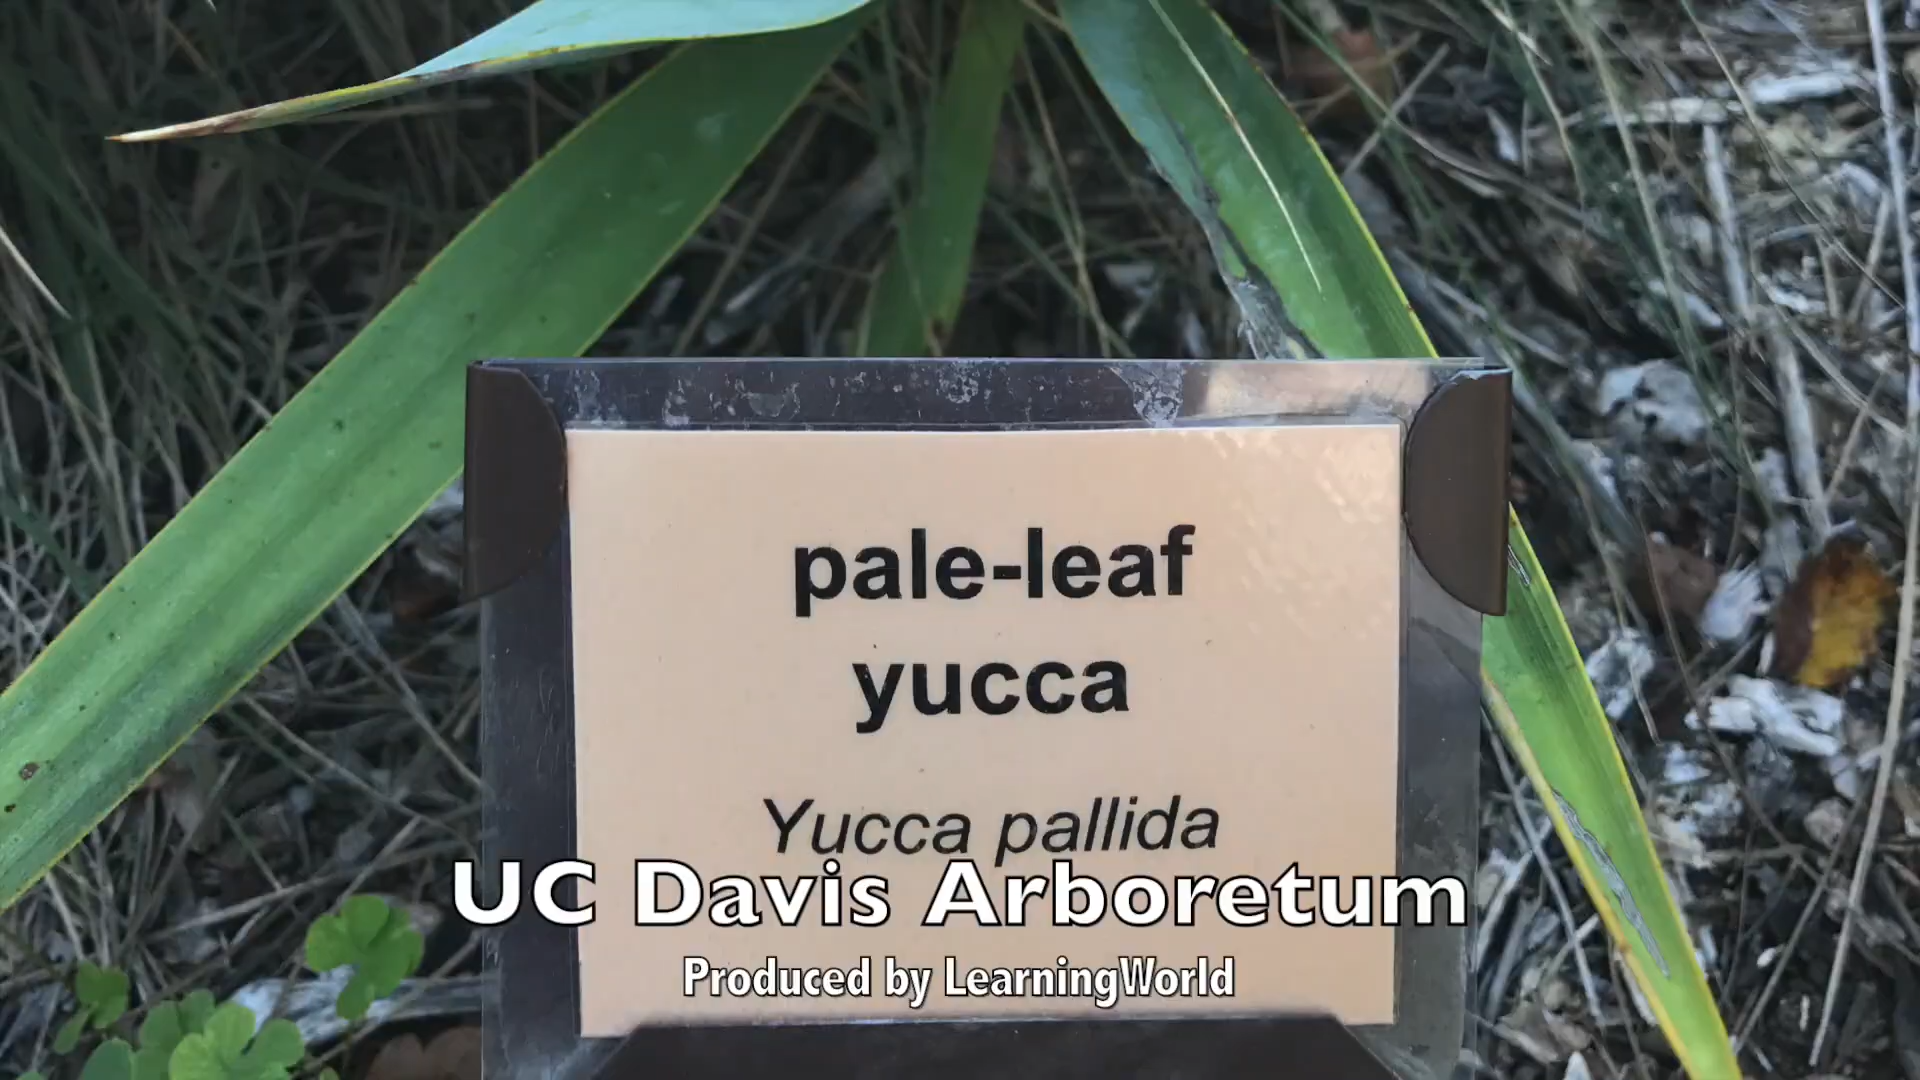 pale-leaf
yucca
Yucca pallida
UC Davis Arboretum
Produced by LearningWorld